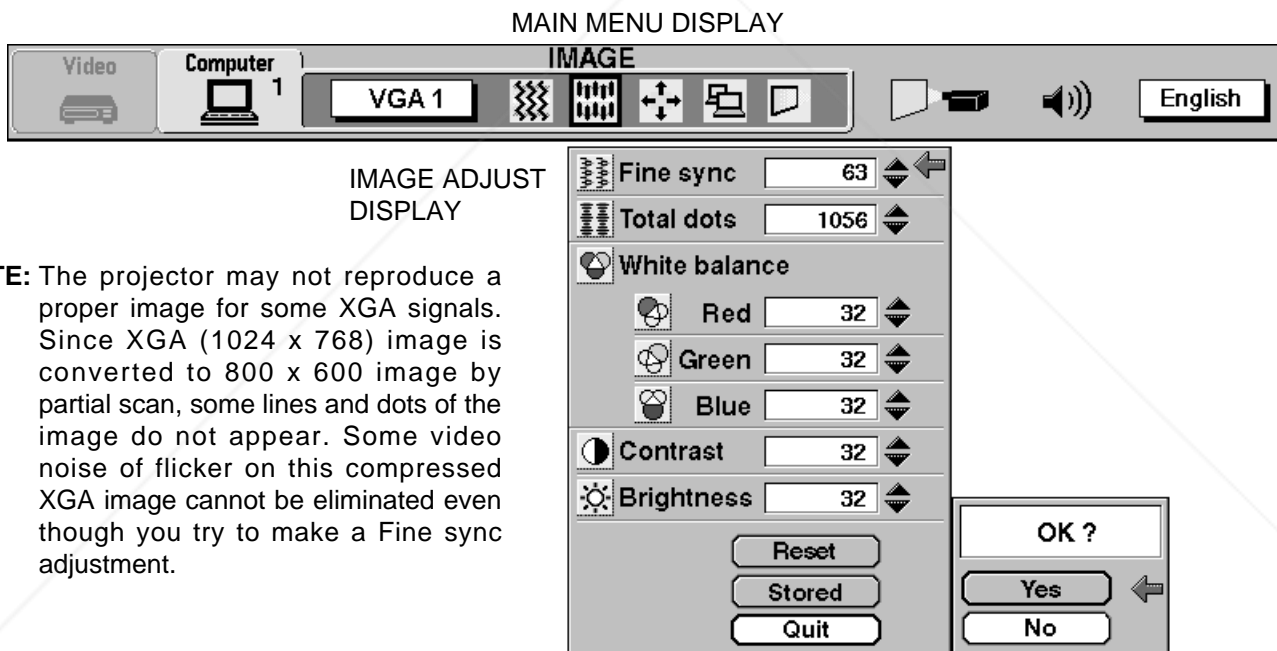 MAIN MENU DISPLAY
Video
Computer
1
IMAGE
VGA 1
English
IMAGE ADJUST
DISPLAY
Fine sync 63
Total dots 1056
White balance
Red 32
Green 32
Blue 32
Contrast 32
Brightness 32
Reset
Stored
Quit
OK ?
Yes
No
TE: The projector may not reproduce a
proper image for some XGA signals.
Since XGA (1024 x 768) image is
converted to 800 x 600 image by
partial scan, some lines and dots of the
image do not appear. Some video
noise of flicker on this compressed
XGA image cannot be eliminated even
though you try to make a Fine sync
adjustment.